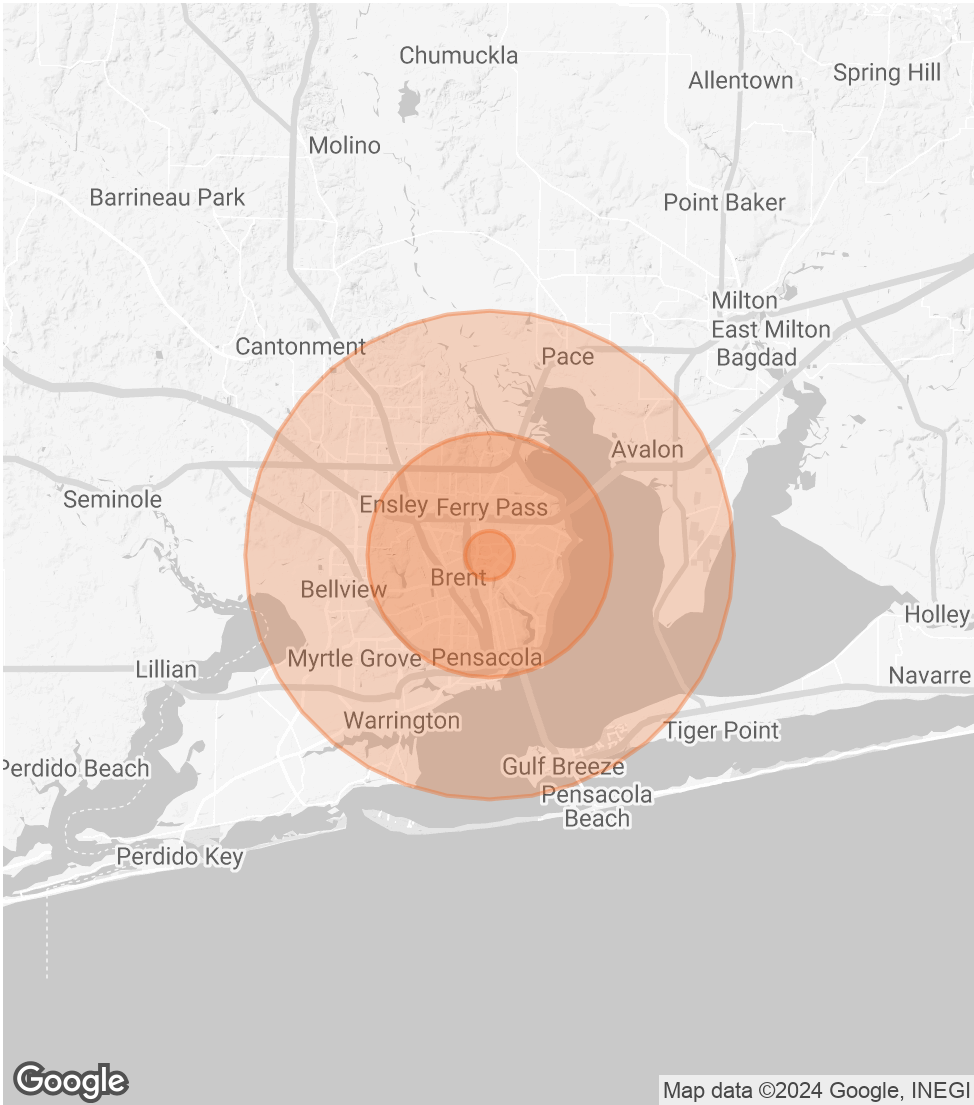 Chumuckla
Spring Hill
Allentown
Molino
Barrineau Park
Point Baker
Milton
East Milton
Cantonment
Pace
Bagdad
Avalon
Seminole
Ensley
Ferry Pass
Brent
Bellview
Holley
Myrtle Grove
Pensacola
Lillian
Navarre
Warrington
Tiger Point
Perdido Beach
Gulf Breeze
Pensacola
Beach
Perdido Key
Google
Map data ©2024 Google, INEGI